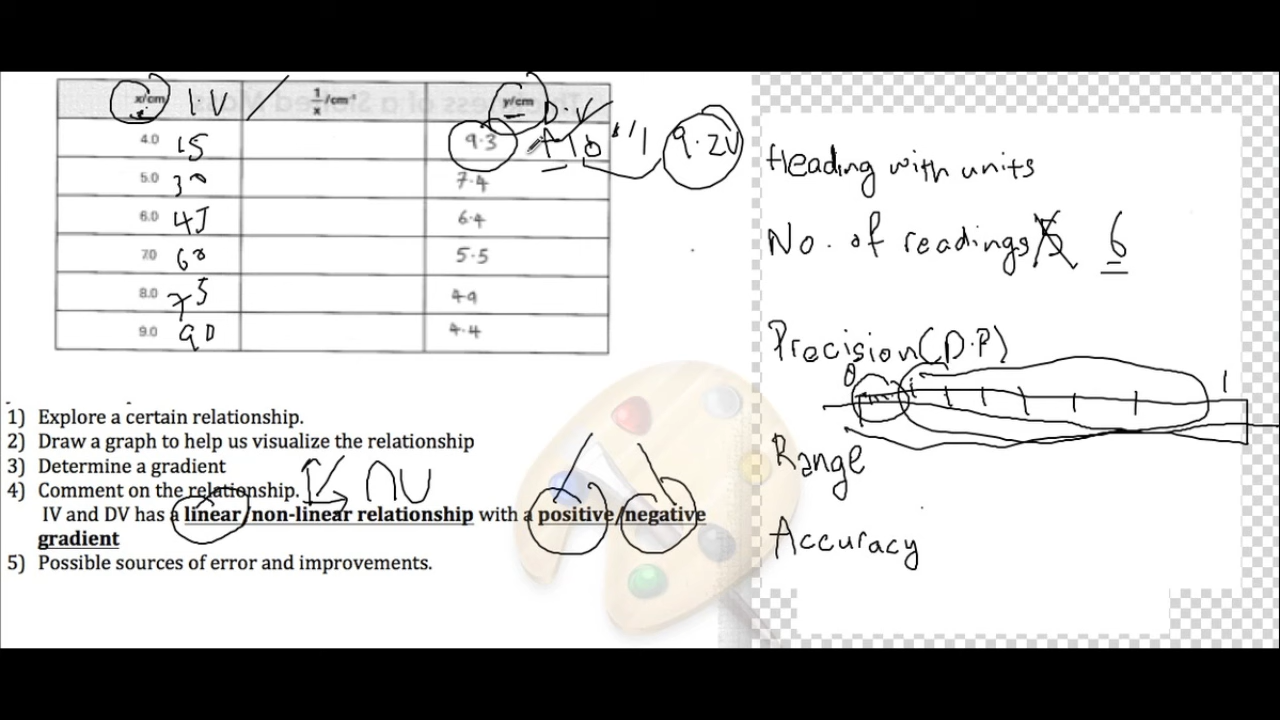 x/cm IV 1/x /cm⁻¹ y/cm D.V
4.0 15 9.3 9.2V
5.0 30 7.4
6.0 45 6.4
7.0 60 5.5
8.0 75 4.9
9.0 90 4.4
1) Explore a certain relationship.
2) Draw a graph to help us visualize the relationship
3) Determine a gradient
4) Comment on the relationship.
IV and DV has a linear/non-linear relationship with a positive/negative
gradient
5) Possible sources of error and improvements.
Heading with units
No. of readings 5 6
Precision (D.P)
0 1 1
Range
Accuracy